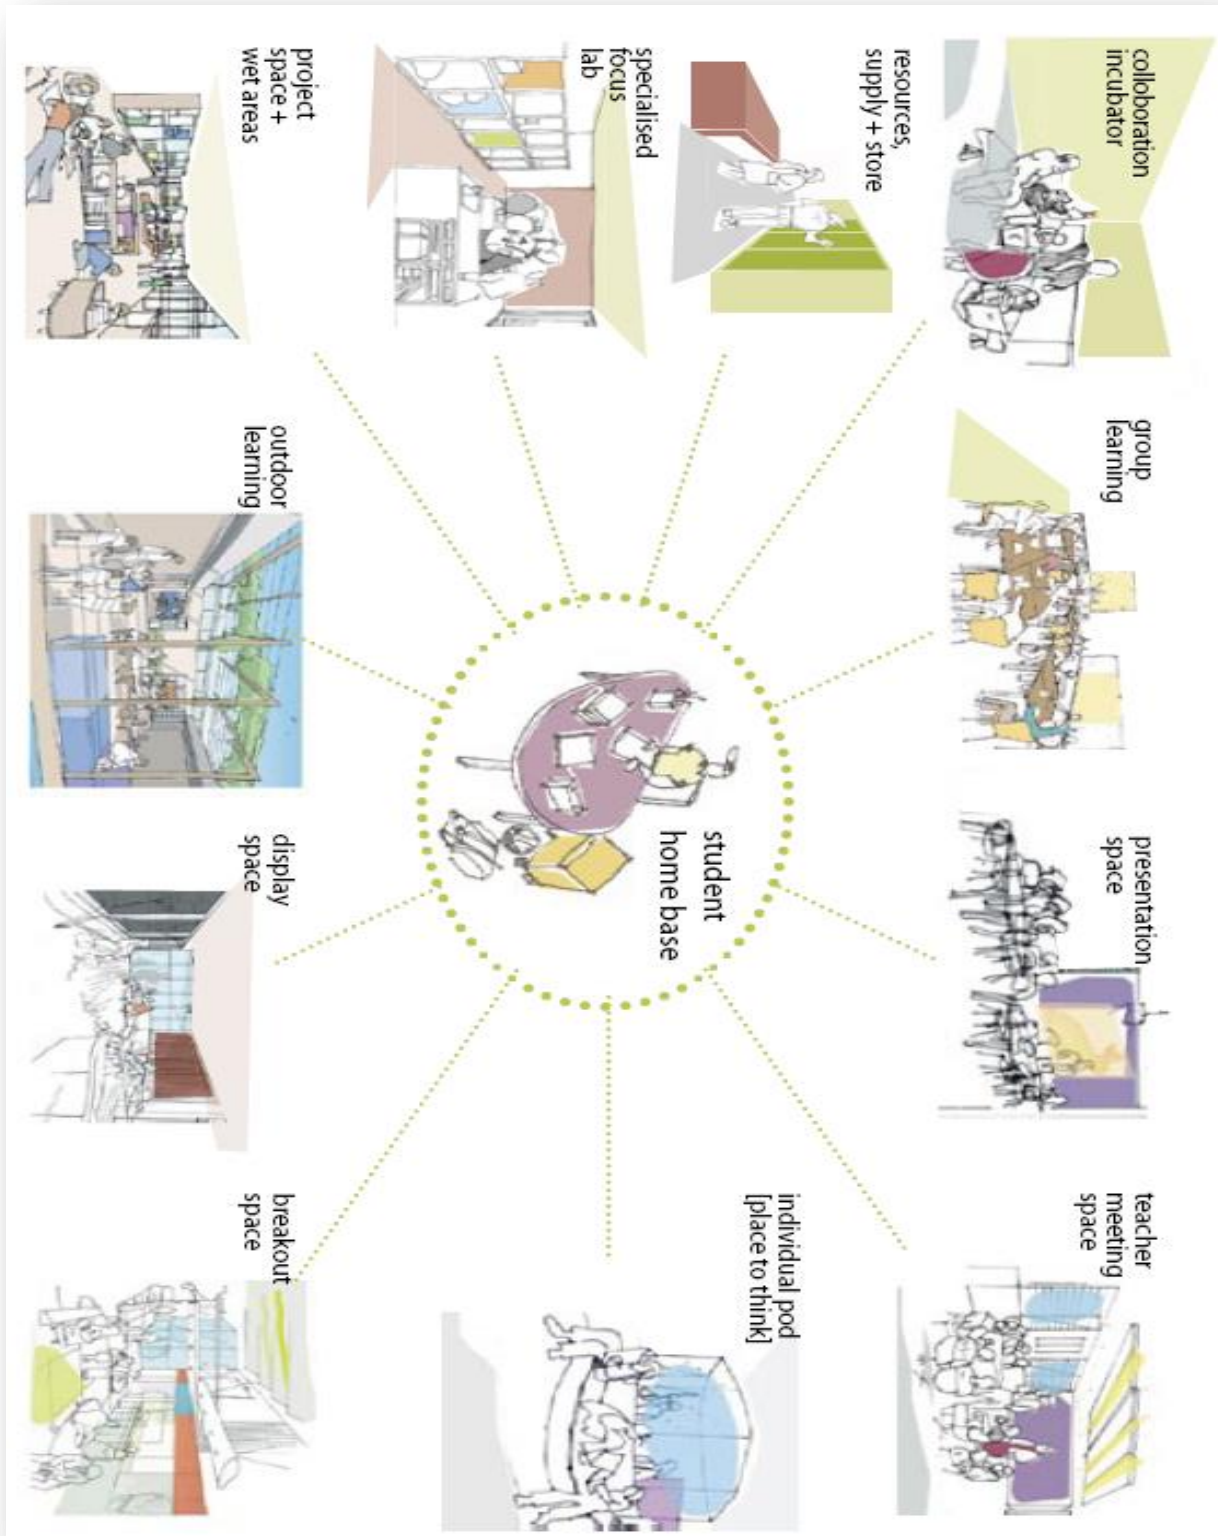 colloboration
incubator
group
learning
presentation
space
teacher
meeting
space
resources,
supply + store
individual pod
[place to think]
student
home base
specialised
focus
lab
project
space +
wet areas
outdoor
learning
display
space
breakout
space